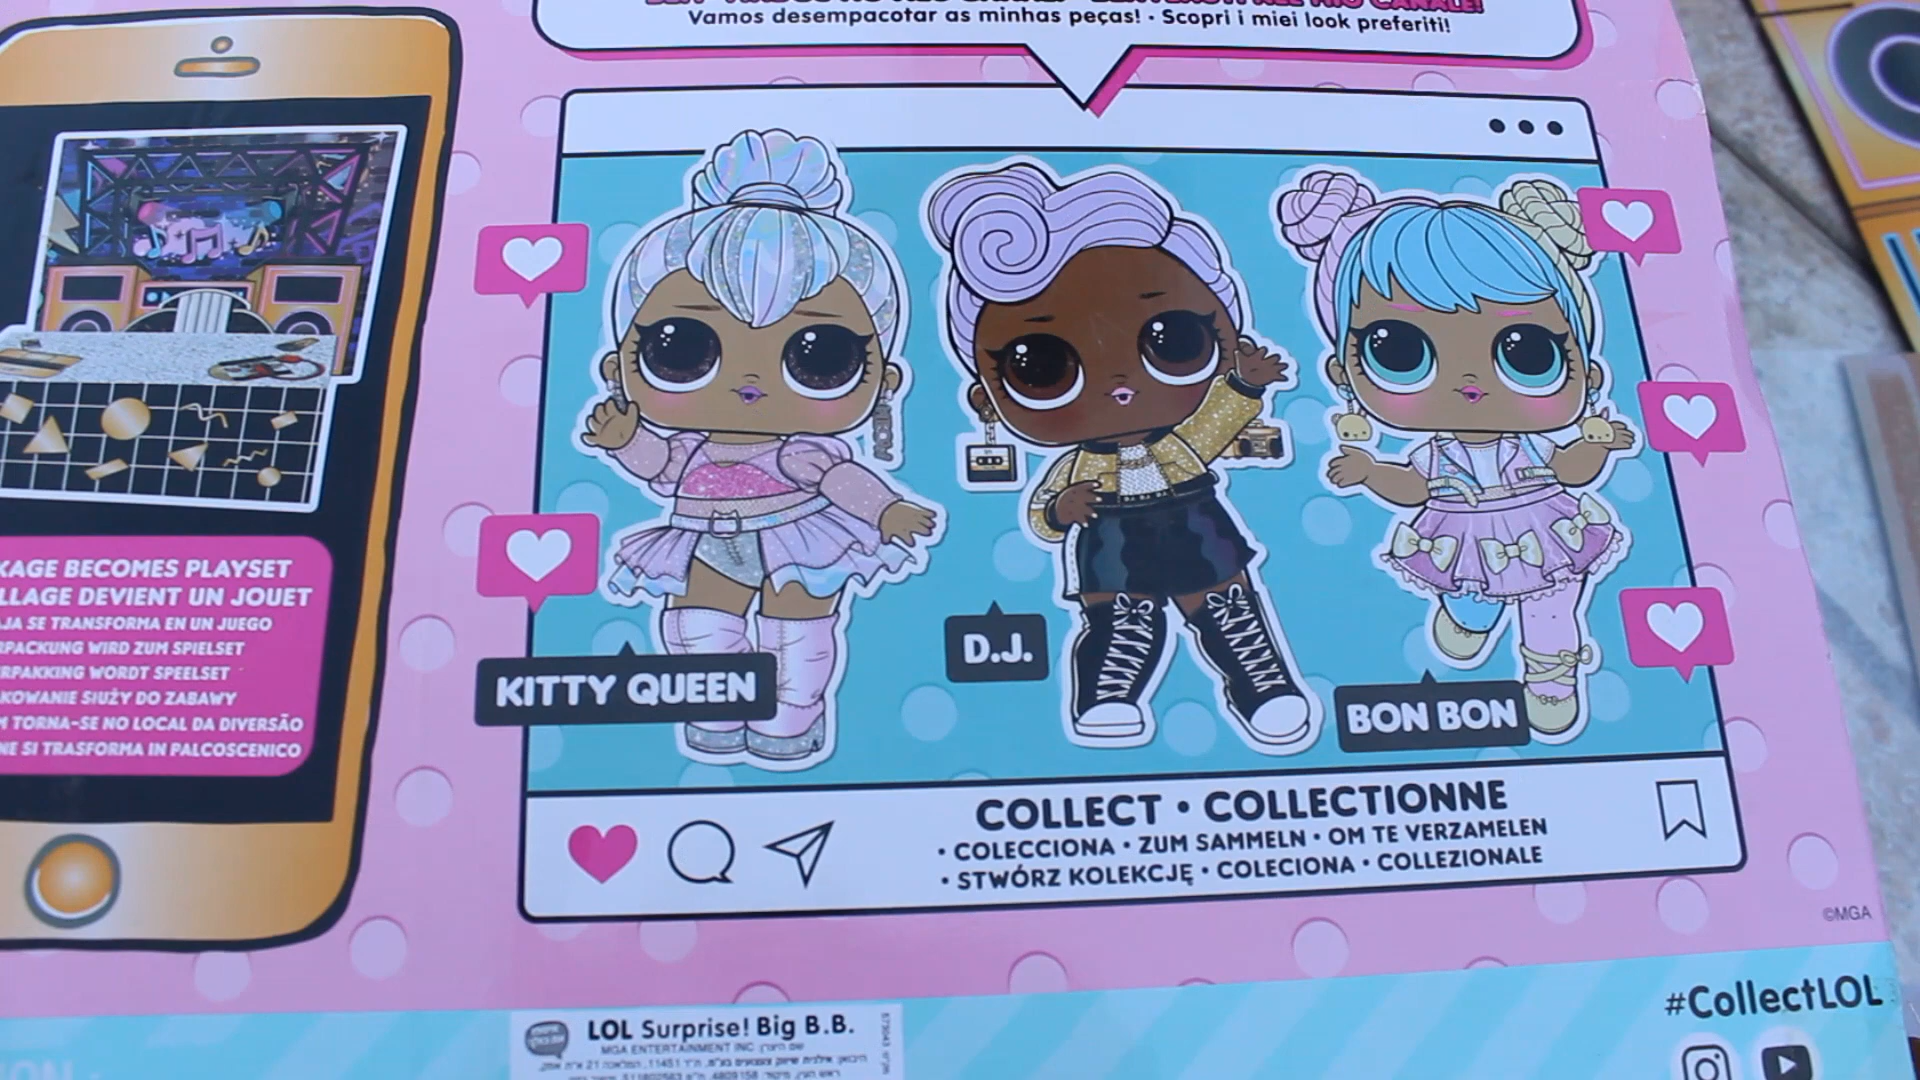 Vamos desempacotar as minhas peças! • Scopri i miei look preferiti!
KAGE BECOMES PLAYSET
LLAGE DEVIENT UN JOUET
JA SE TRANSFORMA EN UN JUEGO
RPACKUNG WIRD ZUM SPIELSET
RPAKKING WORDT SPEELSET
KOWANIE SŁUŻY DO ZABAWY
M TORNA-SE NO LOCAL DA DIVERSÃO
NE SI TRASFORMA IN PALCOSCENICO
KITTY QUEEN
D.J.
BON BON
COLLECT • COLLECTIONNE
• COLECCIONA • ZUM SAMMELN • OM TE VERZAMELEN
• STWÓRZ KOLEKCJĘ • COLECIONA • COLLEZIONALE
©MGA
#CollectLOL
LOL Surprise! Big B.B.
MGA ENTERTAINMENT INC